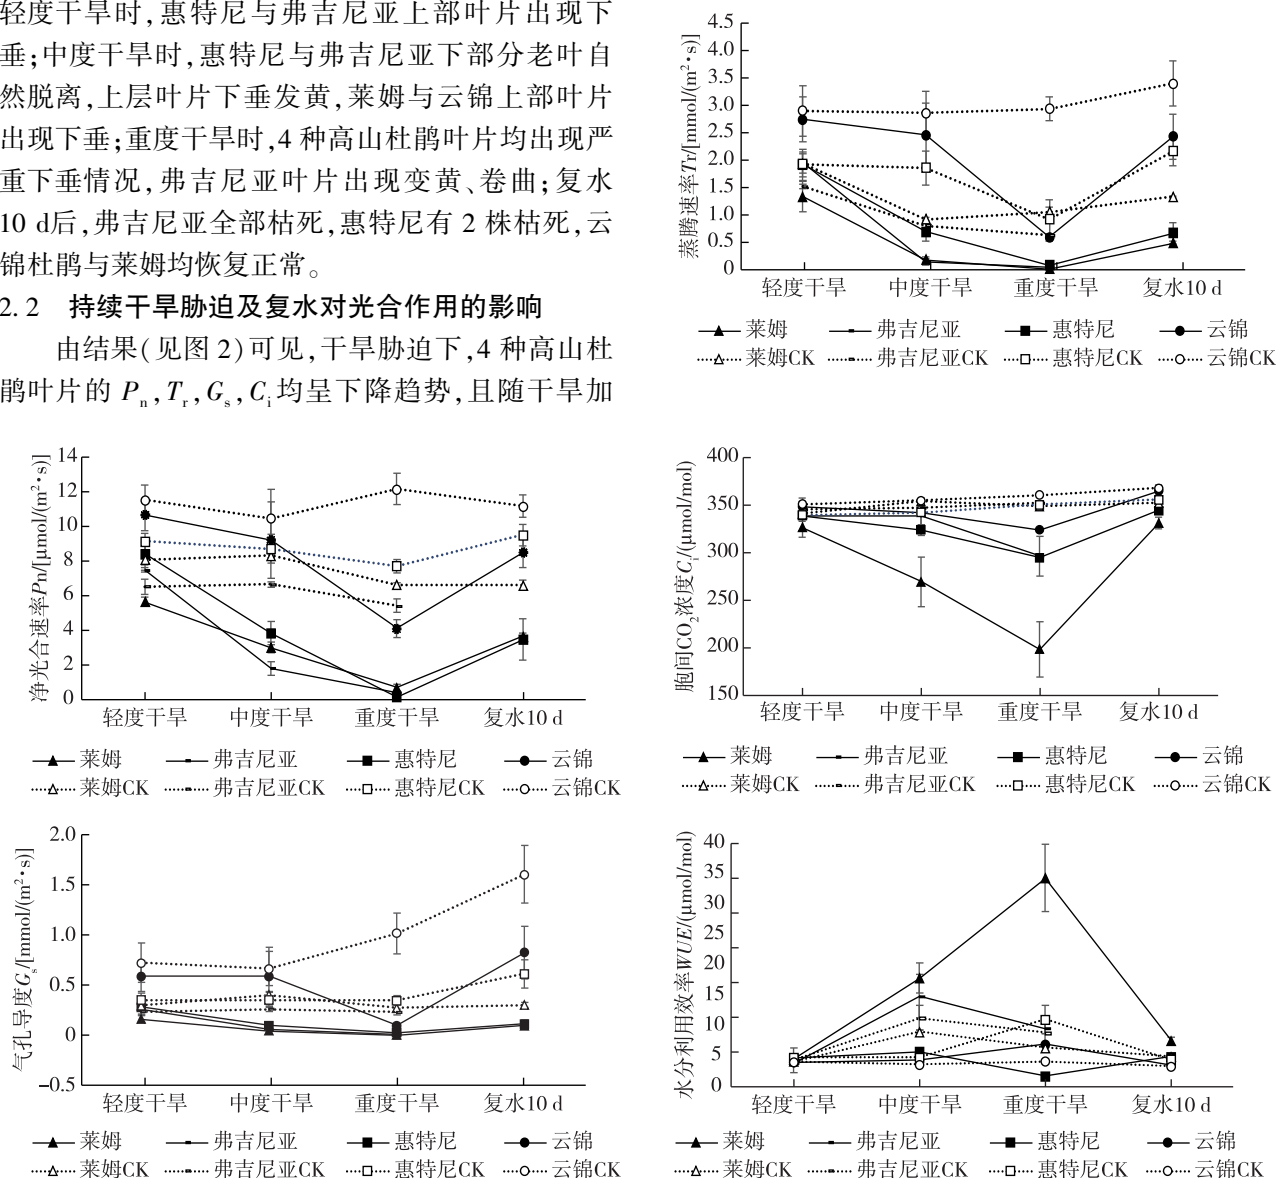 轻度干旱时,惠特尼与弗吉尼亚上部叶片出现下
垂;中度干旱时,惠特尼与弗吉尼亚下部分老叶自
然脱离,上层叶片下垂发黄,莱姆与云锦上部叶片
出现下垂;重度干旱时,4 种高山杜鹃叶片均出现严
重下垂情况,弗吉尼亚叶片出现变黄、卷曲;复水
10 d后,弗吉尼亚全部枯死,惠特尼有 2 株枯死,云
锦杜鹃与莱姆均恢复正常。
2.2 持续干旱胁迫及复水对光合作用的影响
由结果(见图2)可见,干旱胁迫下,4 种高山杜
鹃叶片的 Pn,Tr,Gs,Ci均呈下降趋势,且随干旱加
蒸腾速率Tr/[mmol/(m²•s)]
4.5
4.0
3.5
3.0
2.5
2.0
1.5
1.0
0.5
0
轻度干旱 中度干旱 重度干旱 复水10 d
莱姆 弗吉尼亚 惠特尼 云锦
莱姆CK 弗吉尼亚CK 惠特尼CK 云锦CK
净光合速率Pn/[μmol/(m²•s)]
14
12
10
8
6
4
2
0
轻度干旱 中度干旱 重度干旱 复水10 d
莱姆 弗吉尼亚 惠特尼 云锦
莱姆CK 弗吉尼亚CK 惠特尼CK 云锦CK
胞间CO₂浓度Ci/(μmol/mol)
400
350
300
250
200
150
轻度干旱 中度干旱 重度干旱 复水10 d
莱姆 弗吉尼亚 惠特尼 云锦
莱姆CK 弗吉尼亚CK 惠特尼CK 云锦CK
气孔导度Gs/[mmol/(m²•s)]
2.0
1.5
1.0
0.5
0
-0.5
轻度干旱 中度干旱 重度干旱 复水10 d
莱姆 弗吉尼亚 惠特尼 云锦
莱姆CK 弗吉尼亚CK 惠特尼CK 云锦CK
水分利用效率WUE/(μmol/mol)
40
35
30
25
20
15
10
5
0
轻度干旱 中度干旱 重度干旱 复水10 d
莱姆 弗吉尼亚 惠特尼 云锦
莱姆CK 弗吉尼亚CK 惠特尼CK 云锦CK